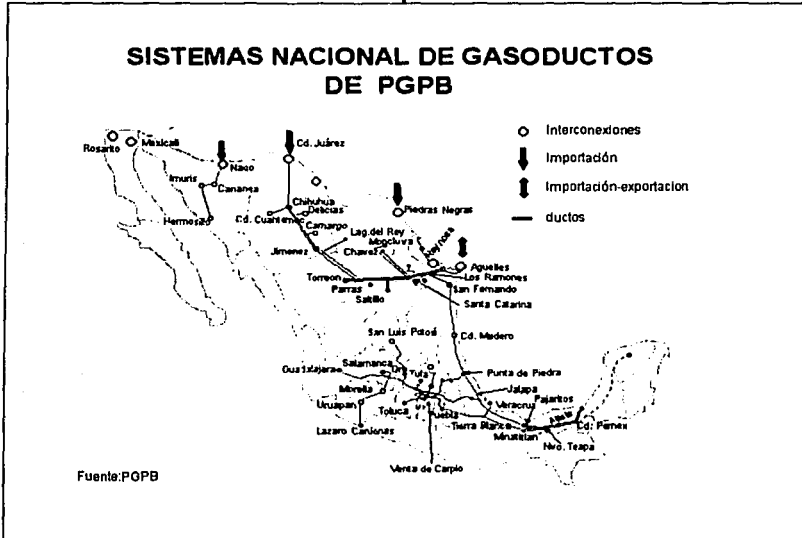 SISTEMAS NACIONAL DE GASODUCTOS
DE PGPB
Interconexiones
Importación
Importación-exportacion
ductos
Rosarito
Mexicali
Naco
Cd. Juárez
Imuris
Cananea
Hermosillo
Chihuahua
Delicias
Cd. Cuahtemoc
Camargo
Jimenez
Piedras Negras
Lag. del Rey
Monclova
Chavez
Reynosa
Aguelles
Los Ramones
San Fernando
Torreon
Parras
Saltillo
Santa Catarina
San Luis Potosí
Cd. Madero
Guadalajara
Salamanca
Tula
Punta de Piedra
Morelia
Jalapa
Uruapan
Toluca
Puebla
Veracruz
Pajaritos
Lazaro Cardenas
Tierra Blanca
Minatitlan
Cd. Pemex
Nvo. Teapa
Venta de Carpio
Fuente:PGPB